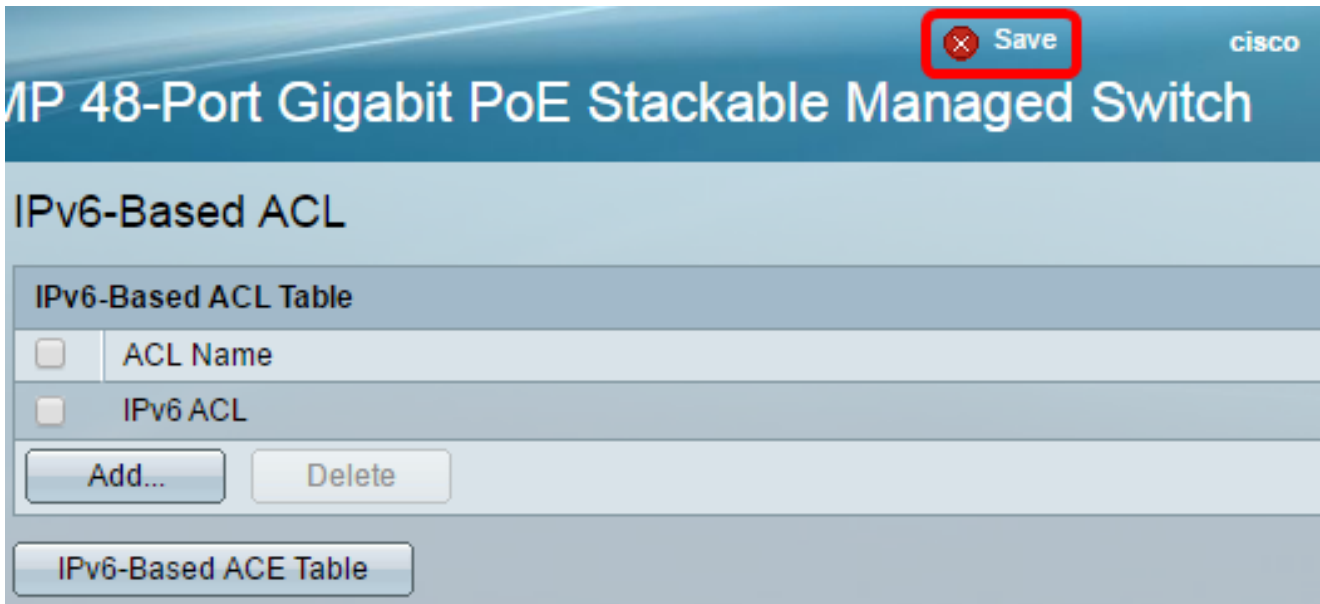 Save cisco
MP 48-Port Gigabit PoE Stackable Managed Switch
IPv6-Based ACL
IPv6-Based ACL Table
ACL Name
IPv6 ACL
Add... Delete
IPv6-Based ACE Table